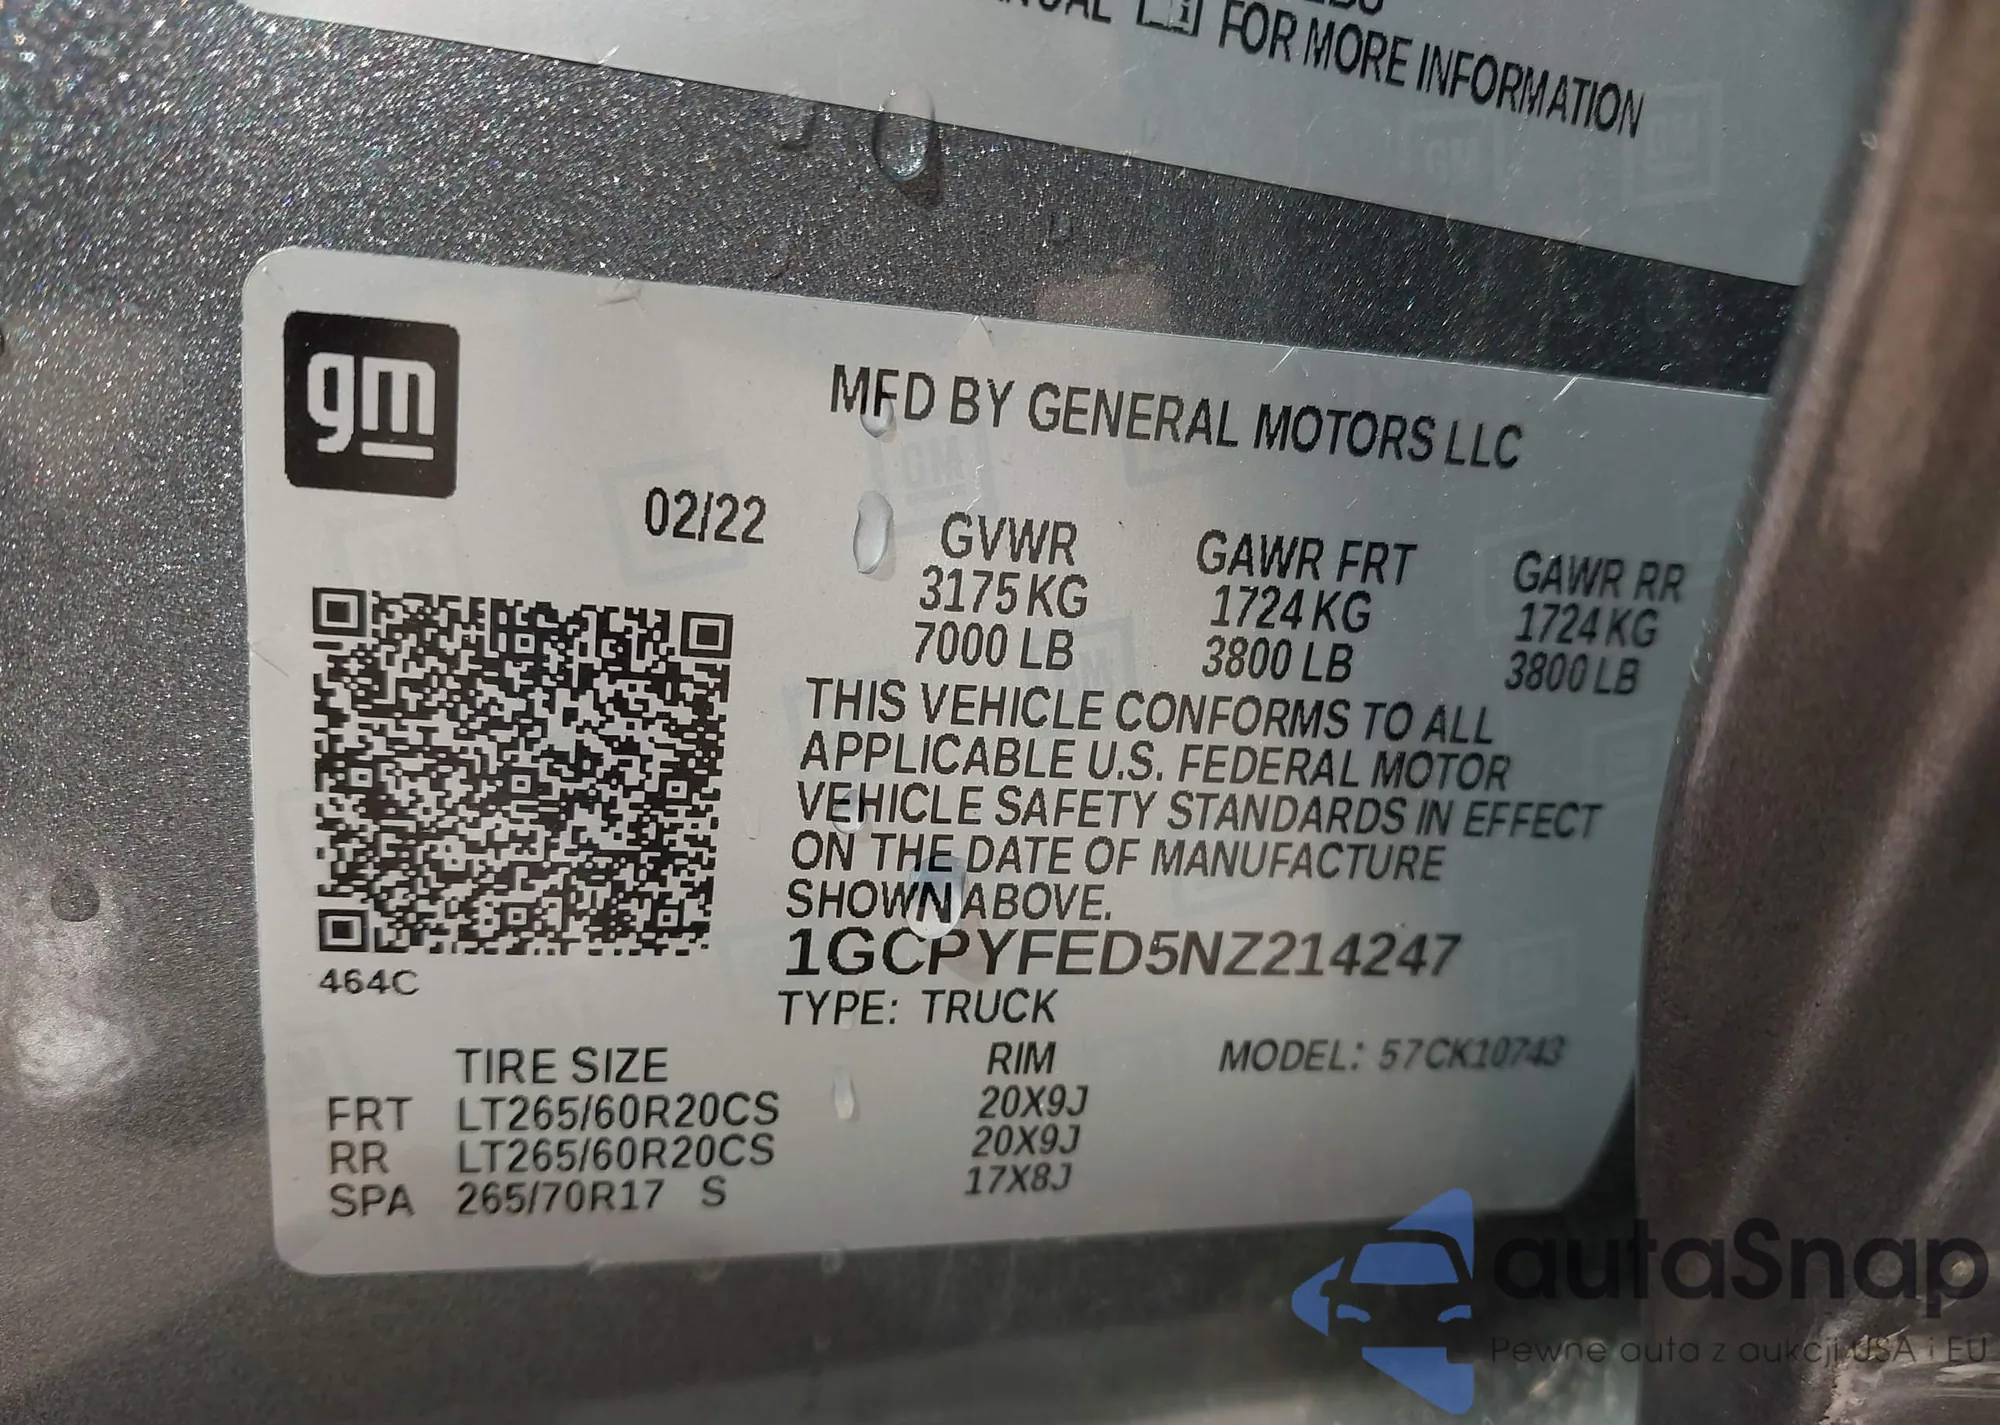 FOR MORE INFORMATION
gm
MFD BY GENERAL MOTORS LLC
02/22
GVWR GAWR FRT GAWR RR
3175 KG 1724 KG 1724 KG
7000 LB 3800 LB 3800 LB
THIS VEHICLE CONFORMS TO ALL
APPLICABLE U.S. FEDERAL MOTOR
VEHICLE SAFETY STANDARDS IN EFFECT
ON THE DATE OF MANUFACTURE
SHOWN ABOVE.
1GCPYFED5NZ214247
464C
TYPE: TRUCK
TIRE SIZE RIM MODEL: 57CK10743
FRT LT265/60R20CS 20X9J
RR LT265/60R20CS 20X9J
SPA 265/70R17 S 17X8J
autaSnap
Pewne auta z aukcji USA i EU